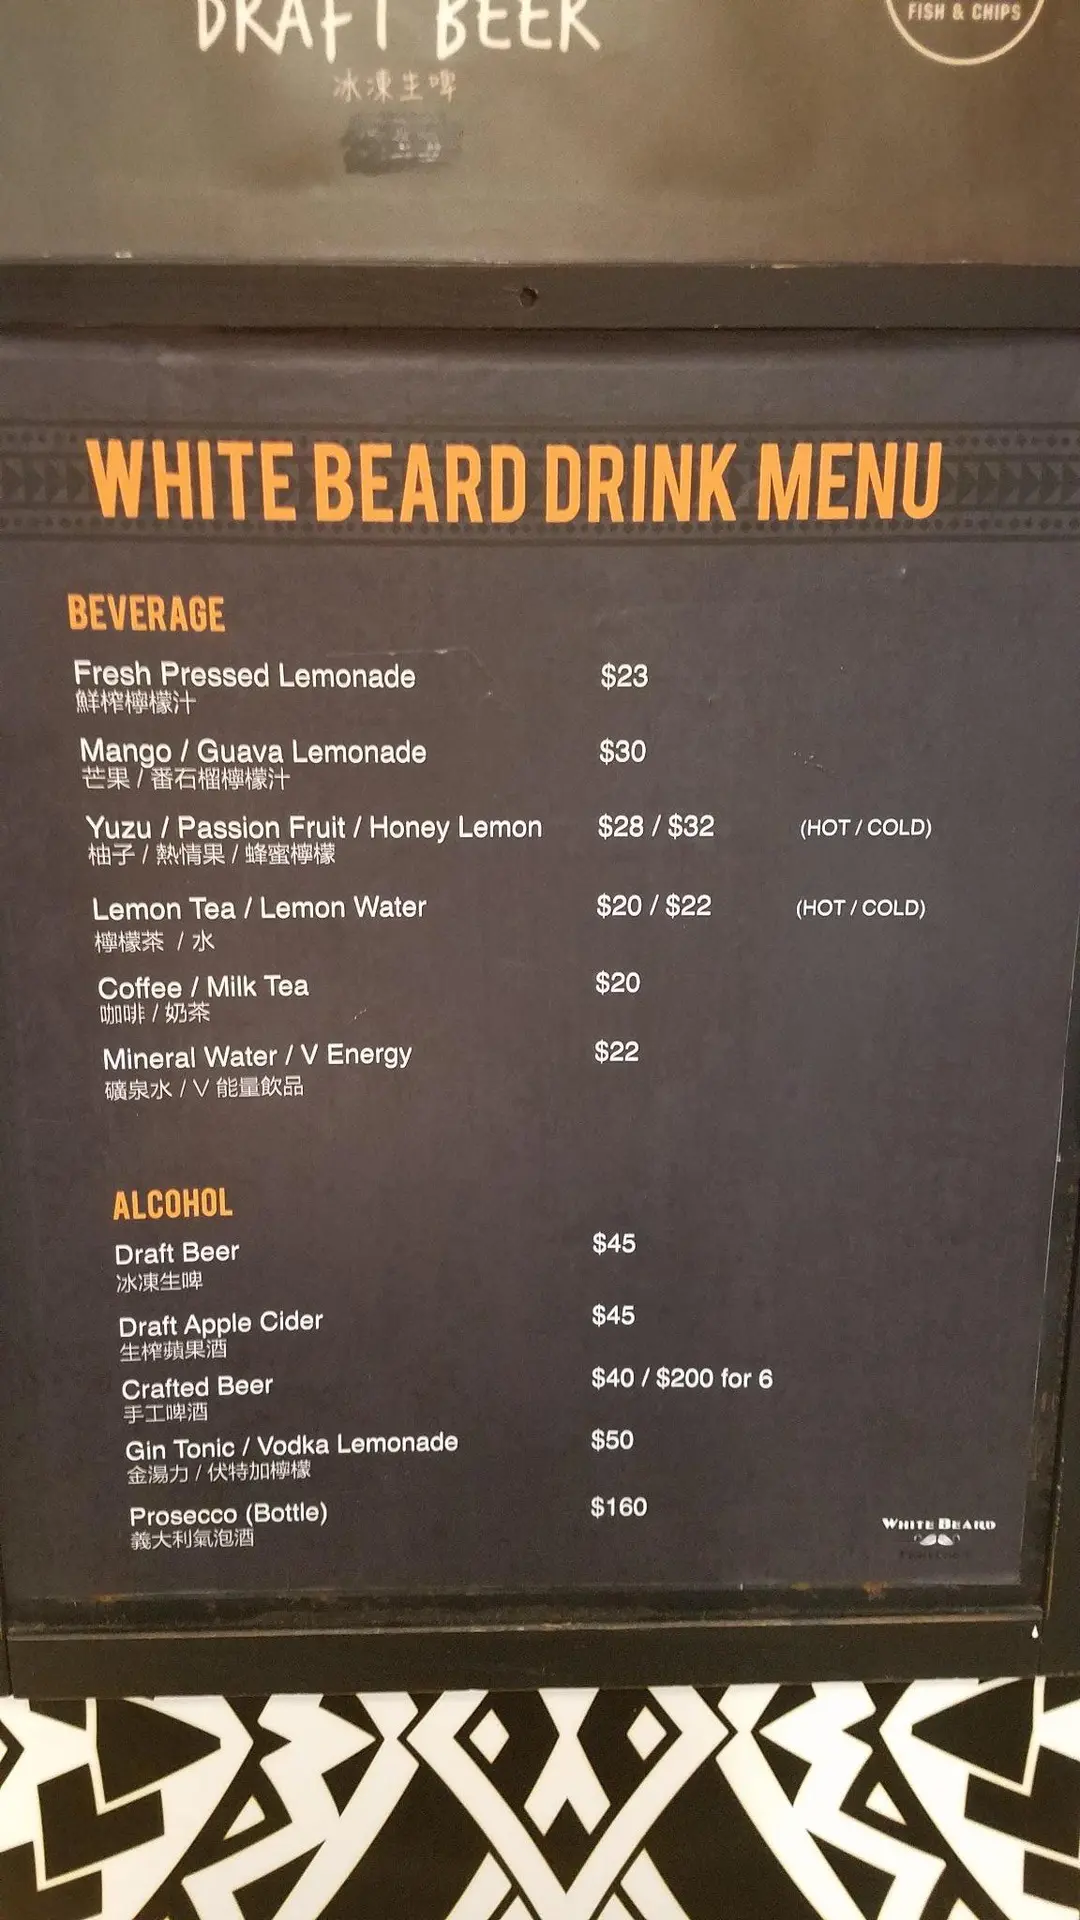 DRAFT BEER
FISH & CHIPS
冰凍生啤
WHITE BEARD DRINK MENU
BEVERAGE
Fresh Pressed Lemonade $23
鮮榨檸檬汁
Mango / Guava Lemonade $30
芒果 / 番石榴檸檬汁
Yuzu / Passion Fruit / Honey Lemon $28 / $32 (HOT / COLD)
柚子 / 熱情果 / 蜂蜜檸檬
Lemon Tea / Lemon Water $20 / $22 (HOT / COLD)
檸檬茶 / 水
Coffee / Milk Tea $20
咖啡 / 奶茶
Mineral Water / V Energy $22
礦泉水 / V 能量飲品
ALCOHOL
Draft Beer $45
冰凍生啤
Draft Apple Cider $45
生榨蘋果酒
Crafted Beer $40 / $200 for 6
手工啤酒
Gin Tonic / Vodka Lemonade $50
金湯力 / 伏特加檸檬
Prosecco (Bottle) $160
義大利氣泡酒
WHITE BEARD